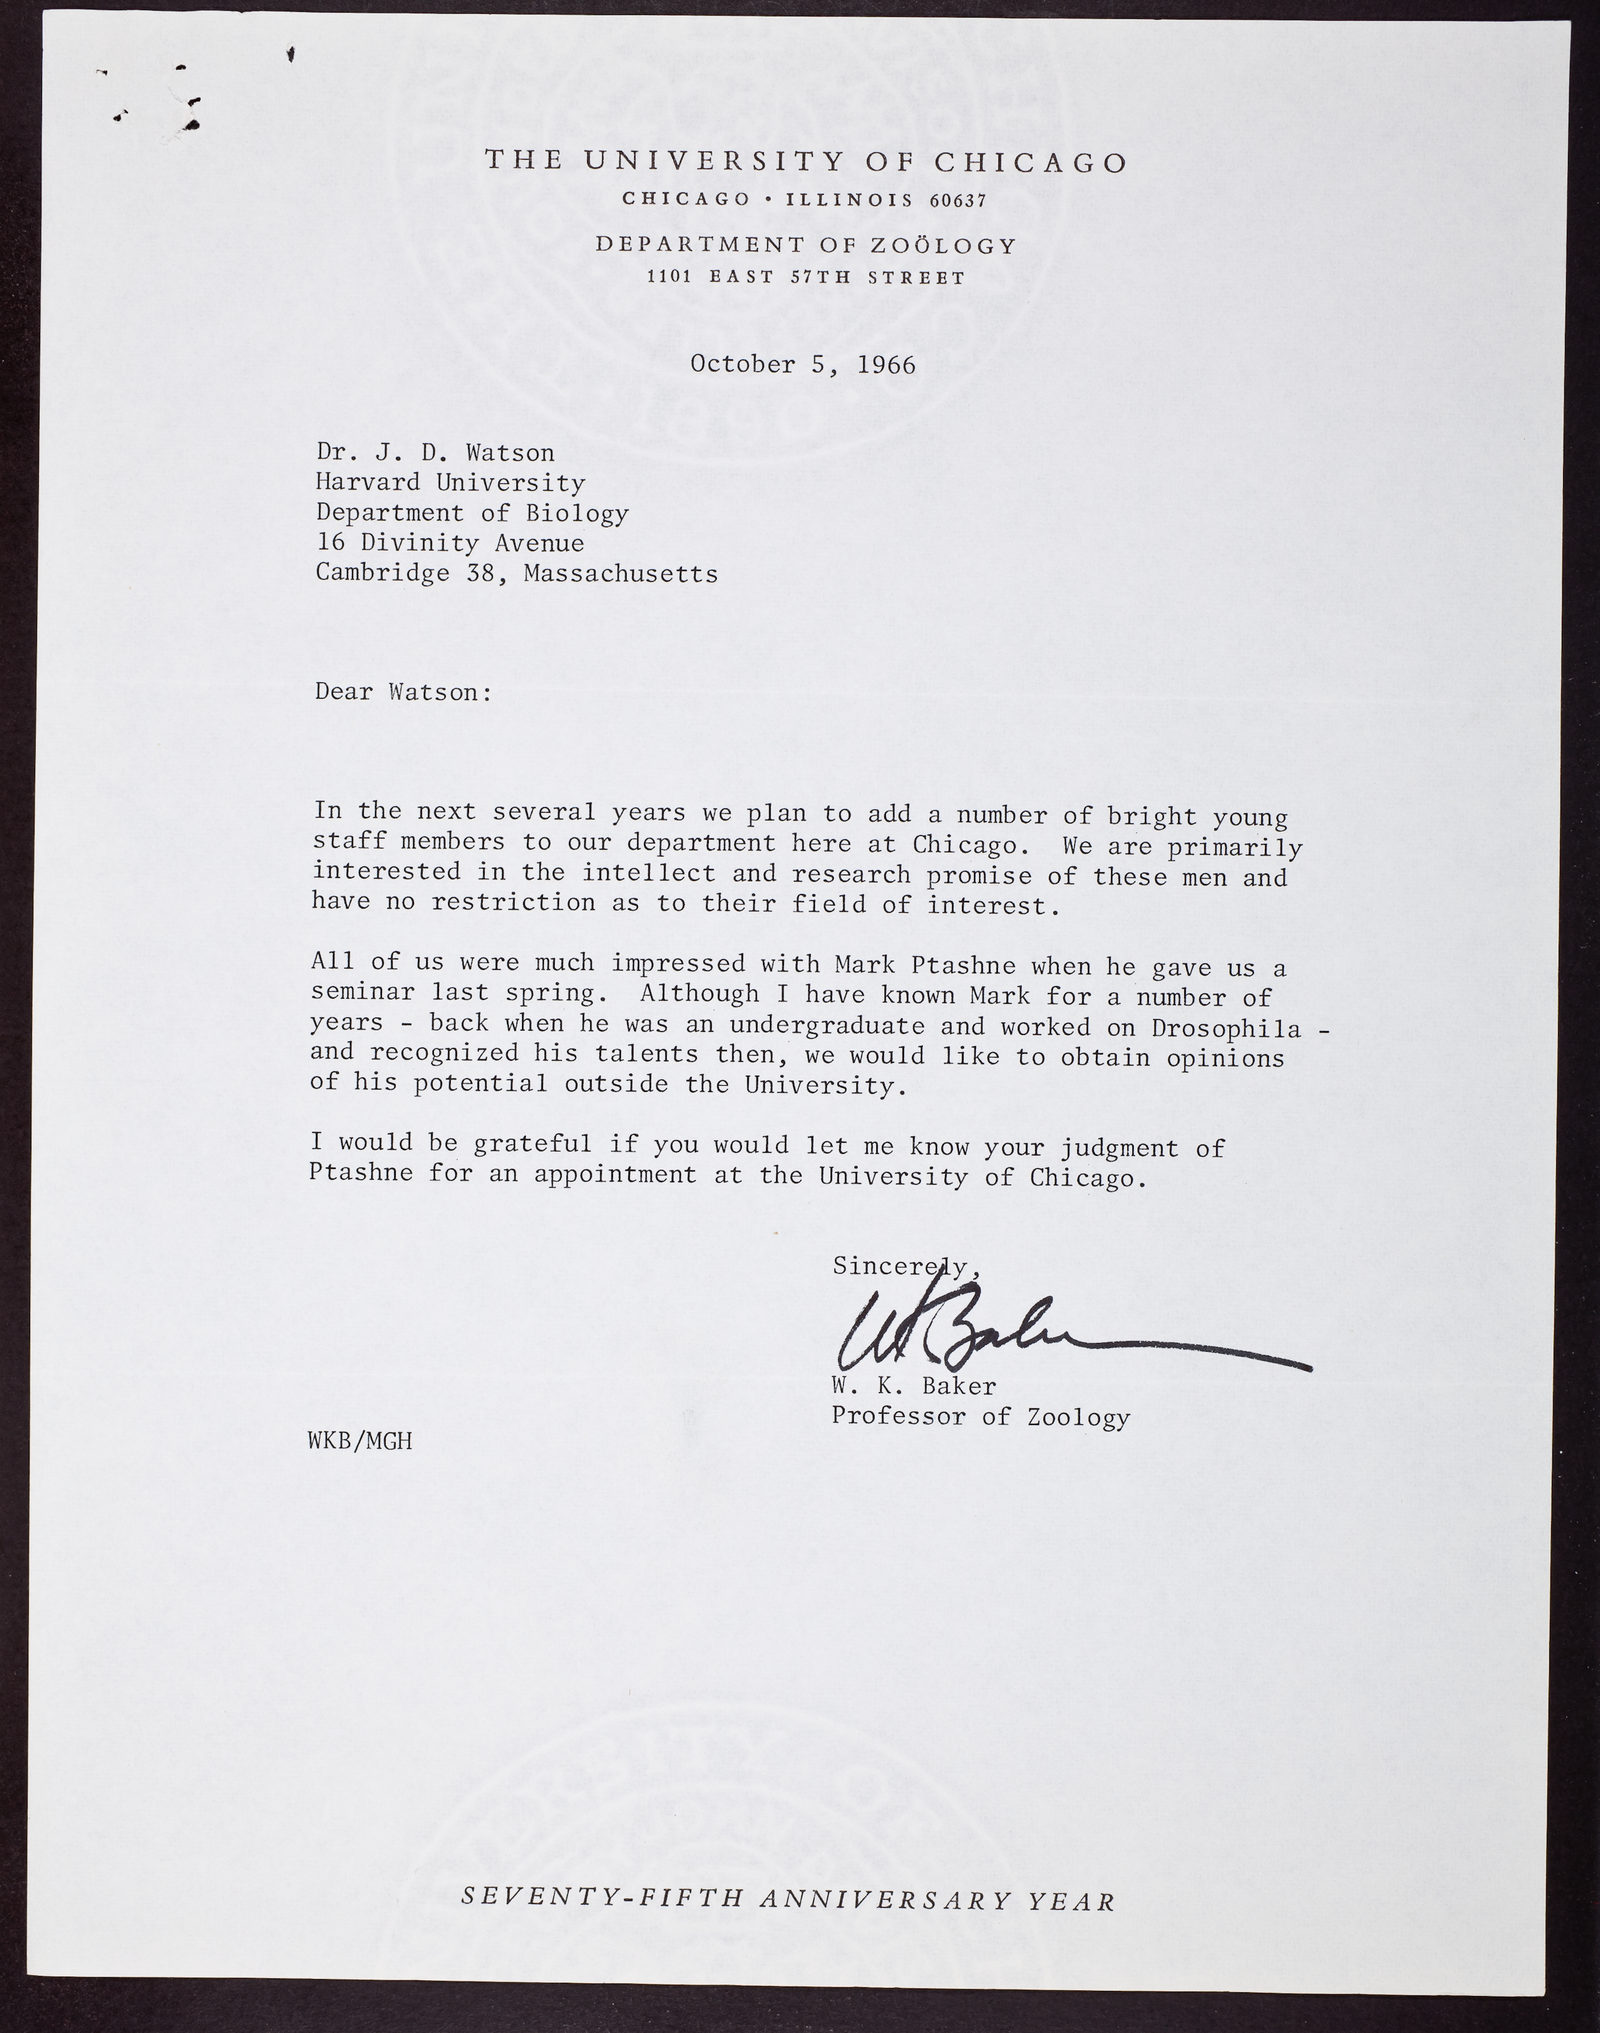 THE UNIVERSITY OF CHICAGO
CHICAGO • ILLINOIS 60637
DEPARTMENT OF ZOÖLOGY
1101 EAST 57TH STREET
October 5, 1966
Dr. J. D. Watson
Harvard University
Department of Biology
16 Divinity Avenue
Cambridge 38, Massachusetts
Dear Watson:
In the next several years we plan to add a number of bright young
staff members to our department here at Chicago. We are primarily
interested in the intellect and research promise of these men and
have no restriction as to their field of interest.
All of us were much impressed with Mark Ptashne when he gave us a
seminar last spring. Although I have known Mark for a number of
years - back when he was an undergraduate and worked on Drosophila -
and recognized his talents then, we would like to obtain opinions
of his potential outside the University.
I would be grateful if you would let me know your judgment of
Ptashne for an appointment at the University of Chicago.
Sincerely,
WKBaker
W. K. Baker
Professor of Zoology
WKB/MGH
SEVENTY-FIFTH ANNIVERSARY YEAR